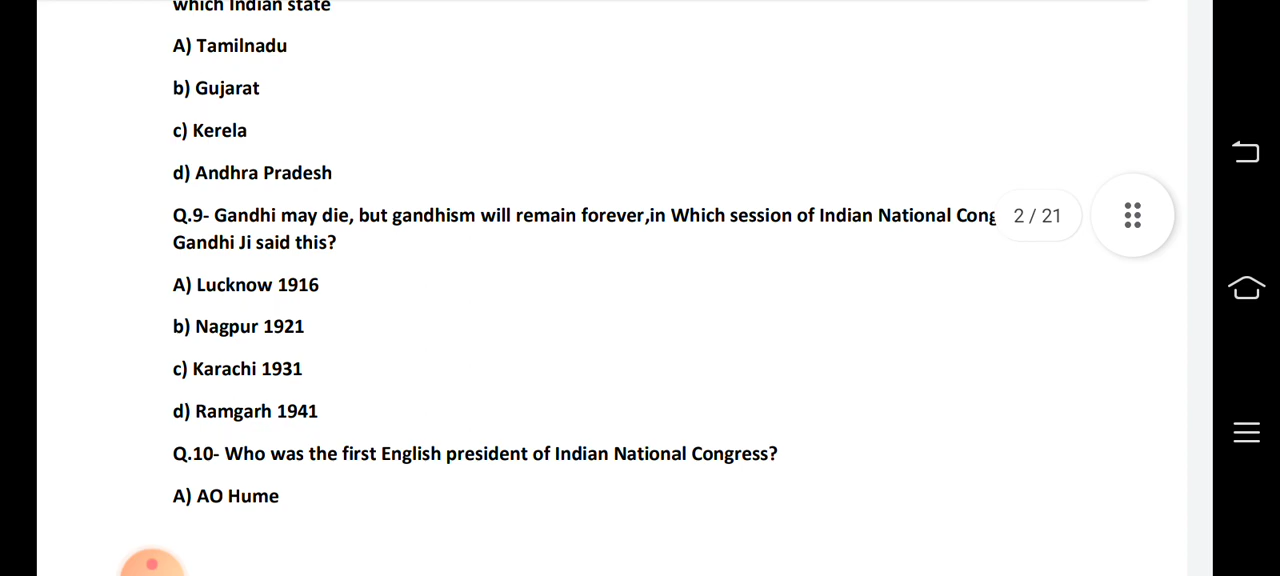 which Indian state
A) Tamilnadu
b) Gujarat
c) Kerela
d) Andhra Pradesh
Q.9- Gandhi may die, but gandhism will remain forever,in Which session of Indian National Cong
2 / 21
Gandhi Ji said this?
A) Lucknow 1916
b) Nagpur 1921
c) Karachi 1931
d) Ramgarh 1941
Q.10- Who was the first English president of Indian National Congress?
A) AO Hume